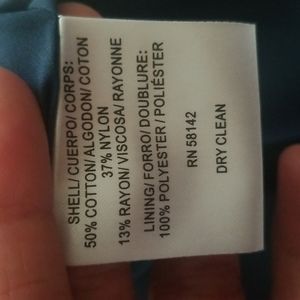 SHELL/ CUERPO/ CORPS:
50% COTTON/ ALGODON/ COTON
37% NYLON
13% RAYON/ VISCOSA/ RAYONNE
LINING/ FORRO/ DOUBLURE:
100% POLYESTER / POLIÉSTER
RN 58142
DRY CLEAN